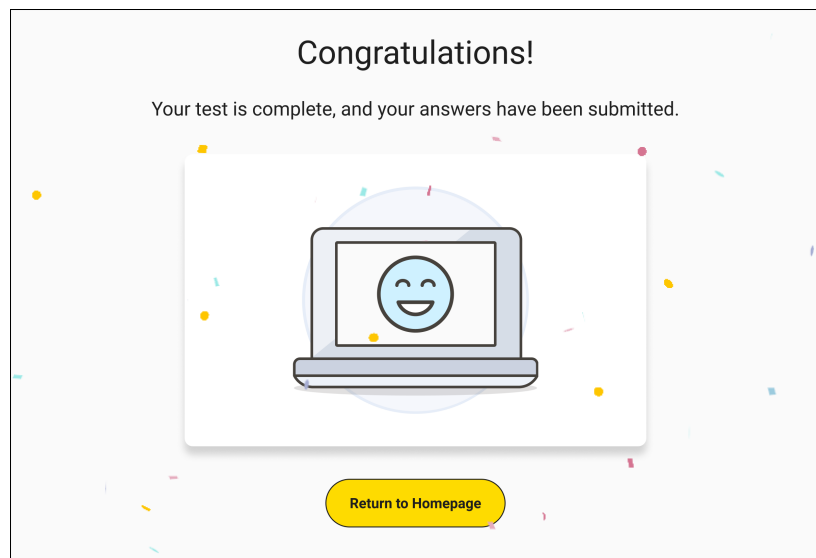 Congratulations!
Your test is complete, and your answers have been submitted.
Return to Homepage